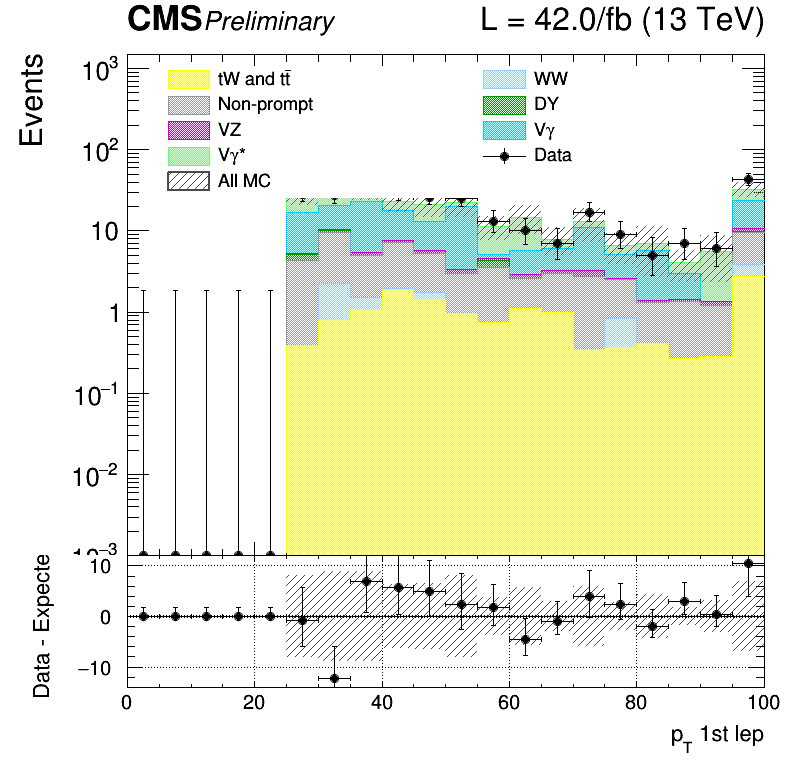 CMS Preliminary L = 42.0/fb (13 TeV)
Events
10³
10²
10
1
10⁻¹
10⁻²
tW and tt̄
WW
Non-prompt
DY
VZ
Vγ
Vγ*
Data
All MC
Data - Expecte
10
0
−10
0 20 40 60 80 100
p_T 1st lep